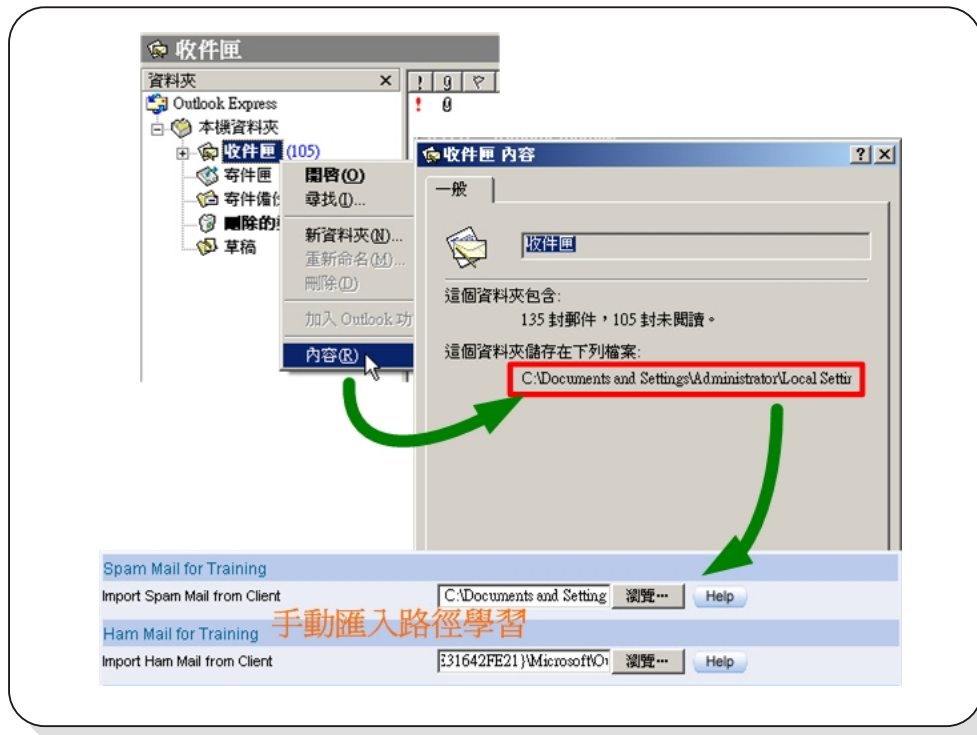 收件匣
資料夾 ×
Outlook Express
本機資料夾
收件匣 (105)
寄件匣
寄件備份
草稿
開啟(O)
尋找(I)...
新資料夾(N)...
重新命名(M)...
刪除(D)
加入 Outlook
內容(R)
收件匣 內容
一般
收件匣
這個資料夾包含:
135 封郵件，105 封未閱讀。
這個資料夾儲存在下列檔案:
C:\Documents and Settings\Administrator\Local Settin
Spam Mail for Training
Import Spam Mail from Client C:\Documents and Setting 瀏覽... Help
手動匯入路徑學習
Ham Mail for Training
Import Ham Mail from Client E31642FE21}\Microsoft\Ou 瀏覽... Help